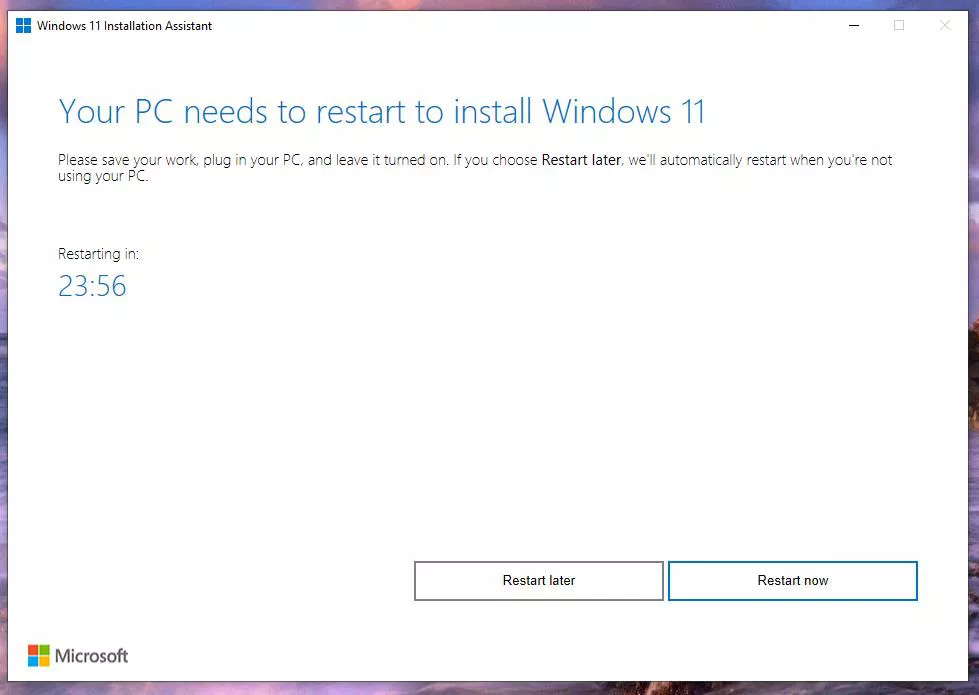 Windows 11 Installation Assistant
Your PC needs to restart to install Windows 11
Please save your work, plug in your PC, and leave it turned on. If you choose Restart later, we'll automatically restart when you're not
using your PC.
Restarting in:
23:56
Restart later
Restart now
Microsoft